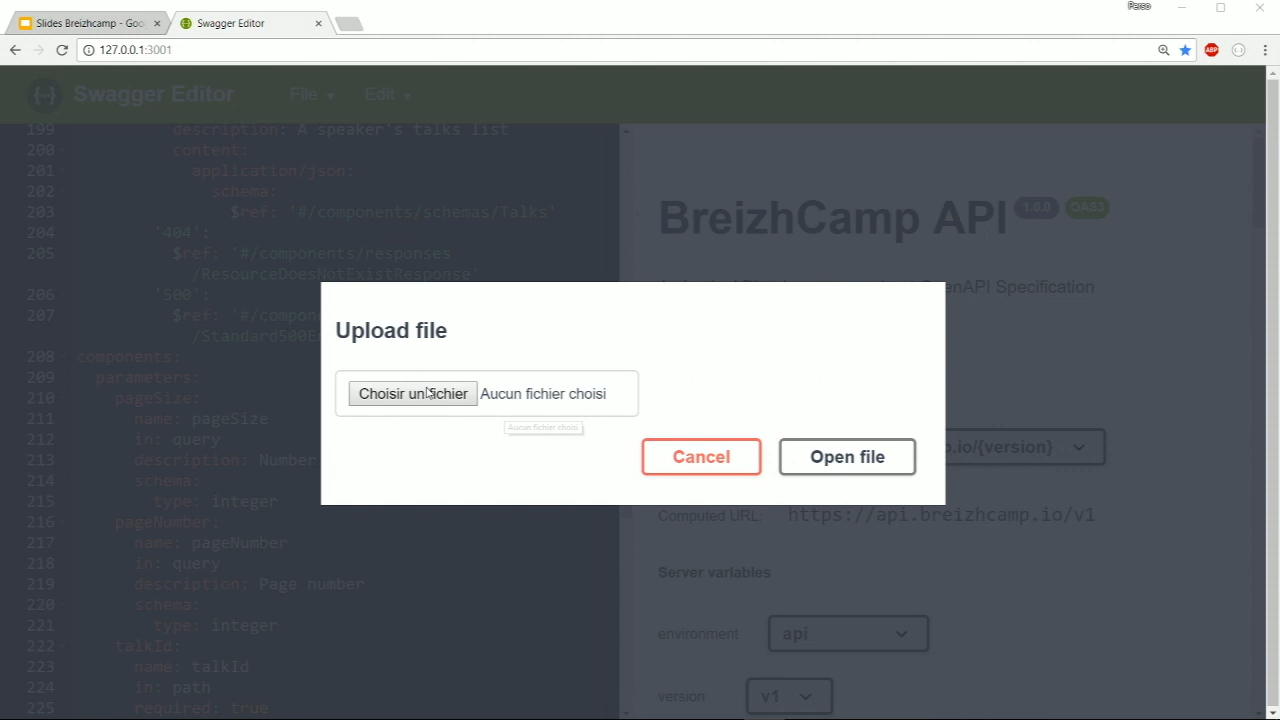 Parso
Slides Breizhcamp - Goo
Swagger Editor
127.0.0.1:3001
ABP
Swagger Editor
File
Edit
199 description: A speaker's talks list
200 content:
201 application/json:
202 schema:
203 $ref: '#/components/schemas/Talks'
204 '404':
205 $ref: '#/components/responses
/ResourceDoesNotExistResponse'
206 '500':
207 $ref: '#/compon
/Standard500E
208 components:
209 parameters:
210 pageSize:
211 name: pageSize
212 in: query
213 description: Number
214 schema:
215 type: integer
216 pageNumber:
217 name: pageNumber
218 in: query
219 description: Page number
220 schema:
221 type: integer
222 talkId:
223 name: talkId
224 in: path
225 required: true
BreizhCamp API 1.0.0 OAS3
enAPI Specification
Upload file
Choisir un fichier Aucun fichier choisi
Aucun fichier choisi
Cancel Open file
.io/{version}
Computed URL: https://api.breizhcamp.io/v1
Server variables
environment api
version v1